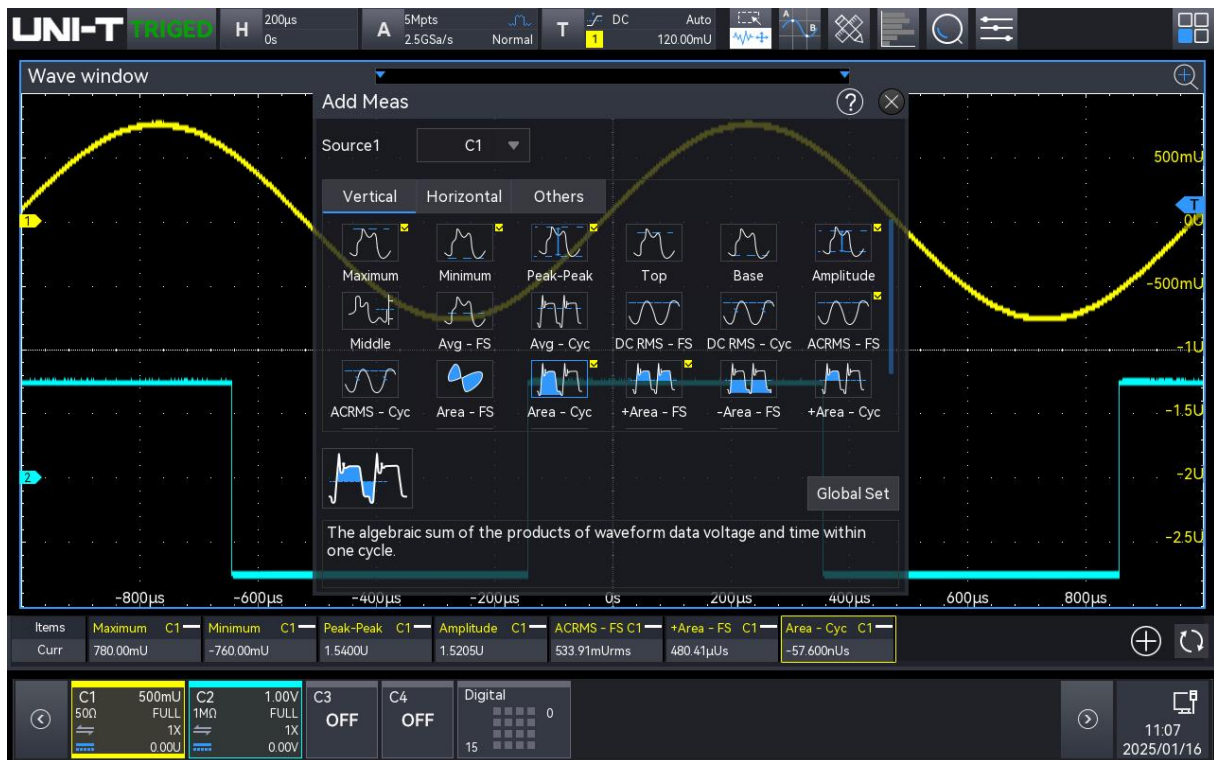 UNI-T TRIGED H 200μs 0s A 5Mpts 2.5GSa/s Normal T 1 DC Auto 120.00mU A B
Wave window
Add Meas ?
Source1 C1
Vertical Horizontal Others
Maximum Minimum Peak-Peak Top Base Amplitude
Middle Avg - FS Avg - Cyc DC RMS - FS DC RMS - Cyc ACRMS - FS
ACRMS - Cyc Area - FS Area - Cyc +Area - FS -Area - FS +Area - Cyc
Global Set
The algebraic sum of the products of waveform data voltage and time within
one cycle.
500mU
T
0U
-500mU
-1U
-1.5U
-2U
-2.5U
1
2
-800μs -600μs -400μs -200μs 0s 200μs 400μs 600μs 800μs
Items Maximum C1 Minimum C1 Peak-Peak C1 Amplitude C1 ACRMS - FS C1 +Area - FS C1 Area - Cyc C1
Curr 780.00mU -760.00mU 1.5400U 1.5205U 533.91mUrms 480.41μUs -57.600nUs
C1 500mU C2 1.00V C3 C4 Digital
50Ω FULL 1MΩ FULL OFF OFF 0
1X 1X
0.00U 0.00V 15
11:07
2025/01/16